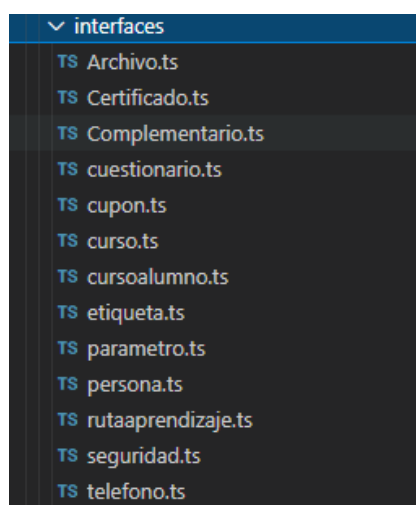 interfaces
TS Archivo.ts
TS Certificado.ts
TS Complementario.ts
TS cuestionario.ts
TS cupon.ts
TS curso.ts
TS cursoalumno.ts
TS etiqueta.ts
TS parametro.ts
TS persona.ts
TS rutaaprendizaje.ts
TS seguridad.ts
TS telefono.ts